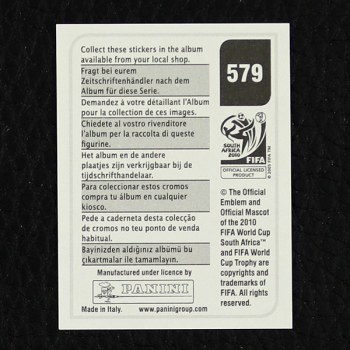 Collect these stickers in the album
available from your local shop.
Fragt bei eurem
Zeitschriftenhändler nach dem
Album für diese Serie.
Demandez à votre détaillant l'Album
pour la collection de ces images.
Chiedete al vostro rivenditore
l'album per la raccolta di queste
figurine.
Het album en de andere
plaatjes zijn verkrijgbaar bij de
tijdschrifthandelaar.
Para coleccionar estos cromos
compra tu álbum en cualquier
kiosco.
Pede a caderneta desta colecção
de cromos no teu ponto de venda
habitual.
Bayinizden aldığınız albümü bu
çıkartmalar ile tamamlayın.
Manufactured under licence by
PANINI
Made in Italy. www.paninigroup.com
579
SOUTH AFRICA
2010
FIFA
OFFICIAL LICENSED
PRODUCT
© The Official
Emblem and
Official Mascot
of the 2010
FIFA World Cup
South Africa™
and FIFA World
Cup Trophy are
copyrights and
trademarks of
FIFA. All rights
reserved.